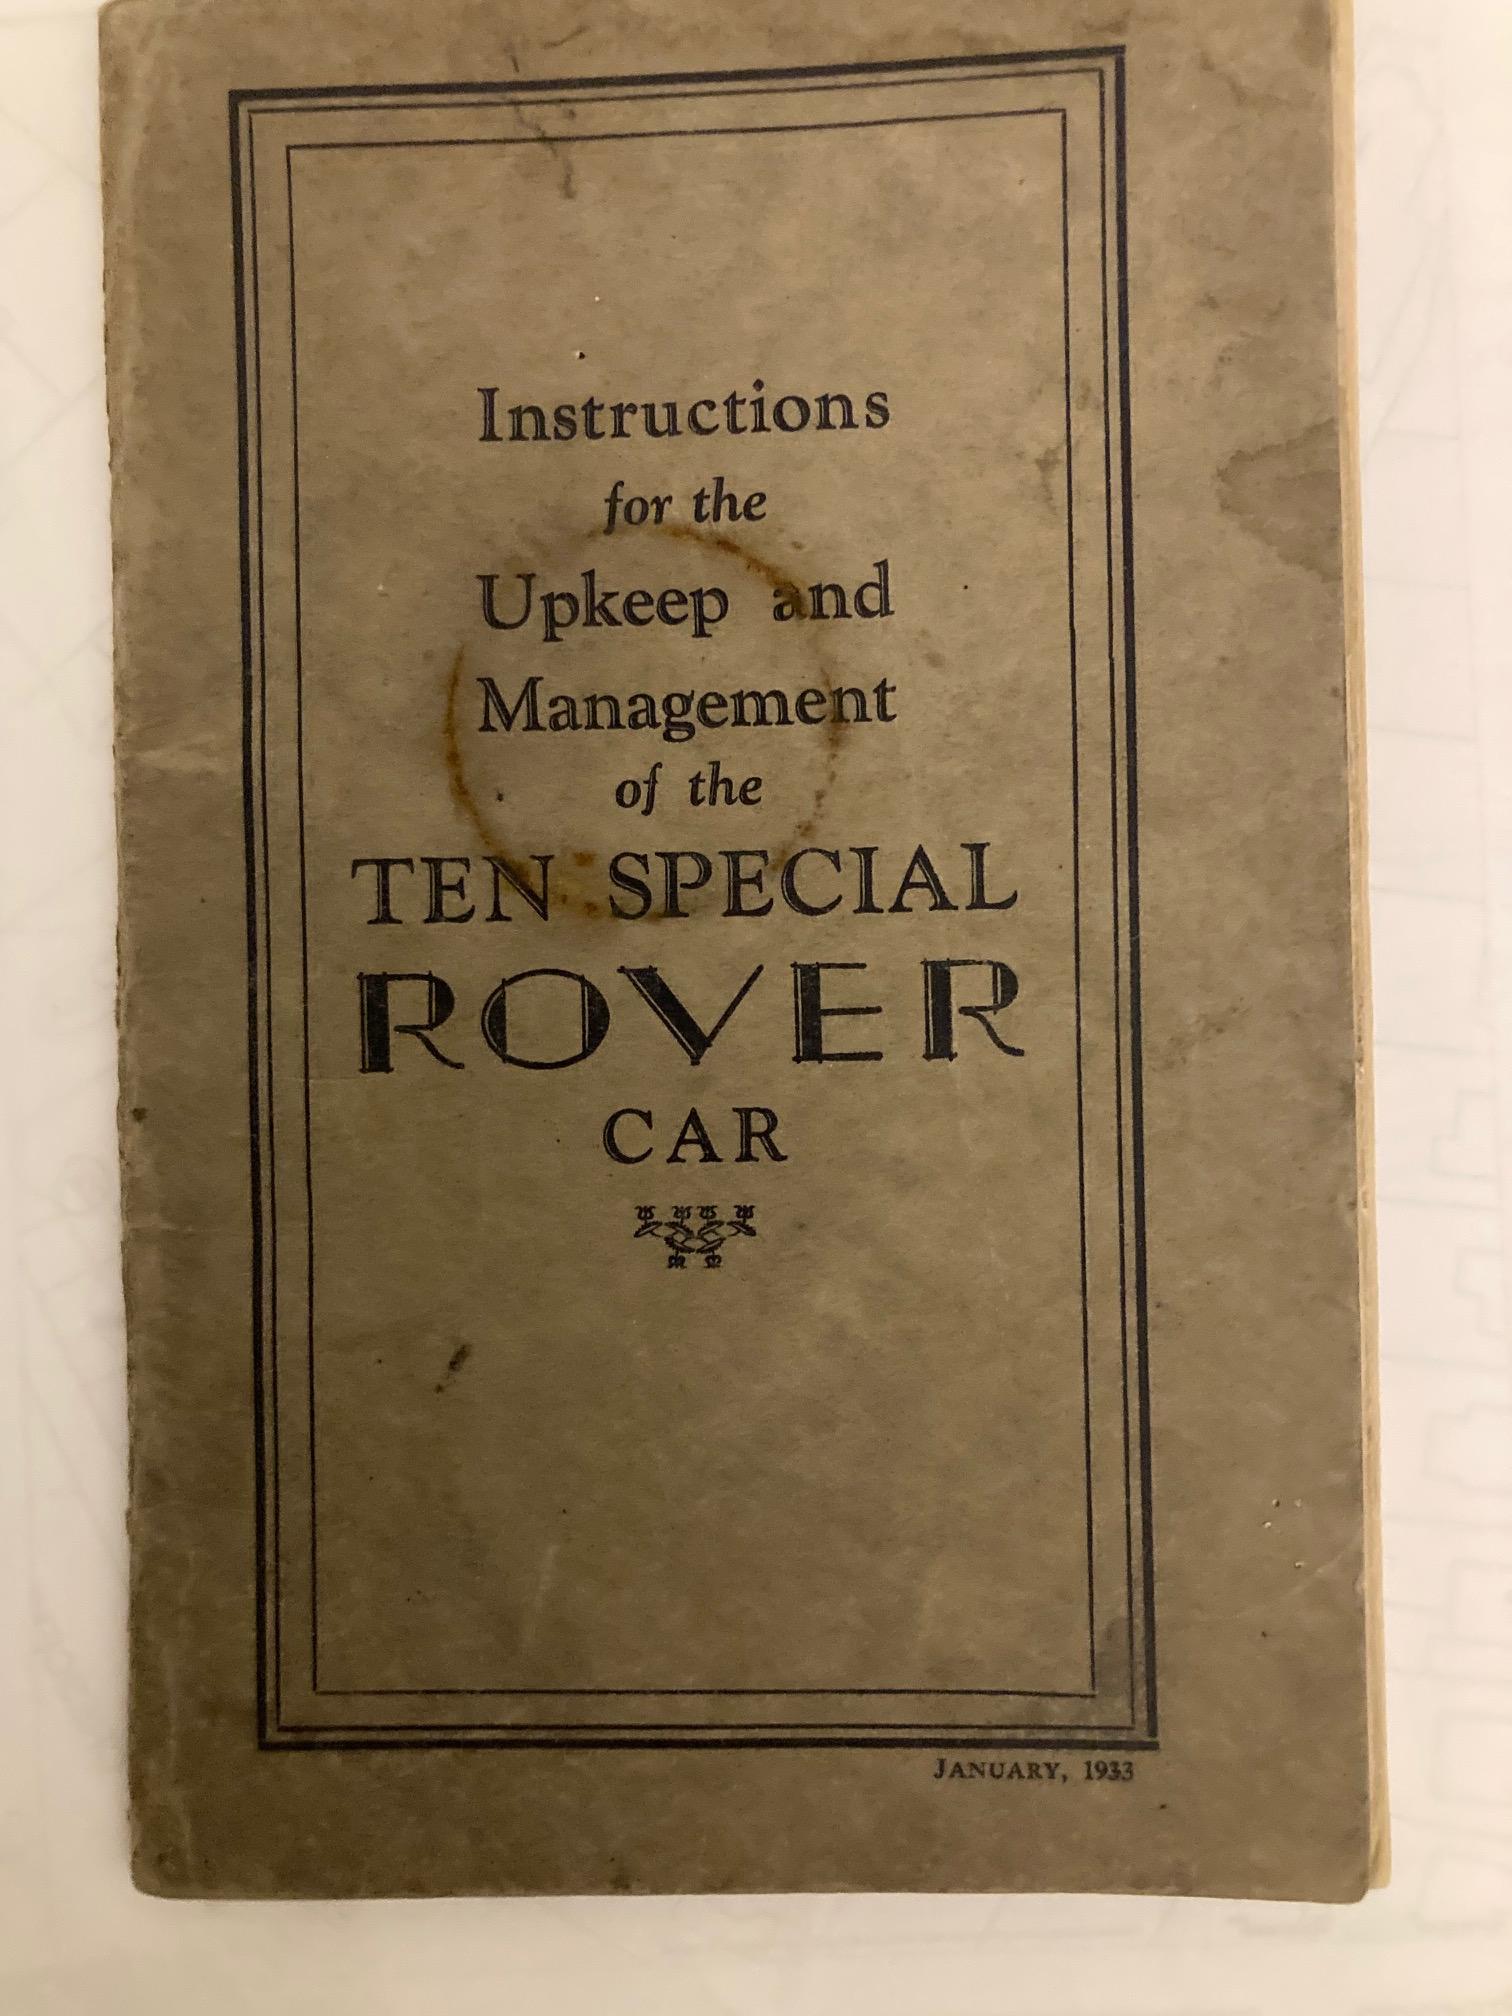 Instructions
for the
Upkeep and
Management
of the
TEN SPECIAL
ROVER
CAR
JANUARY, 1933